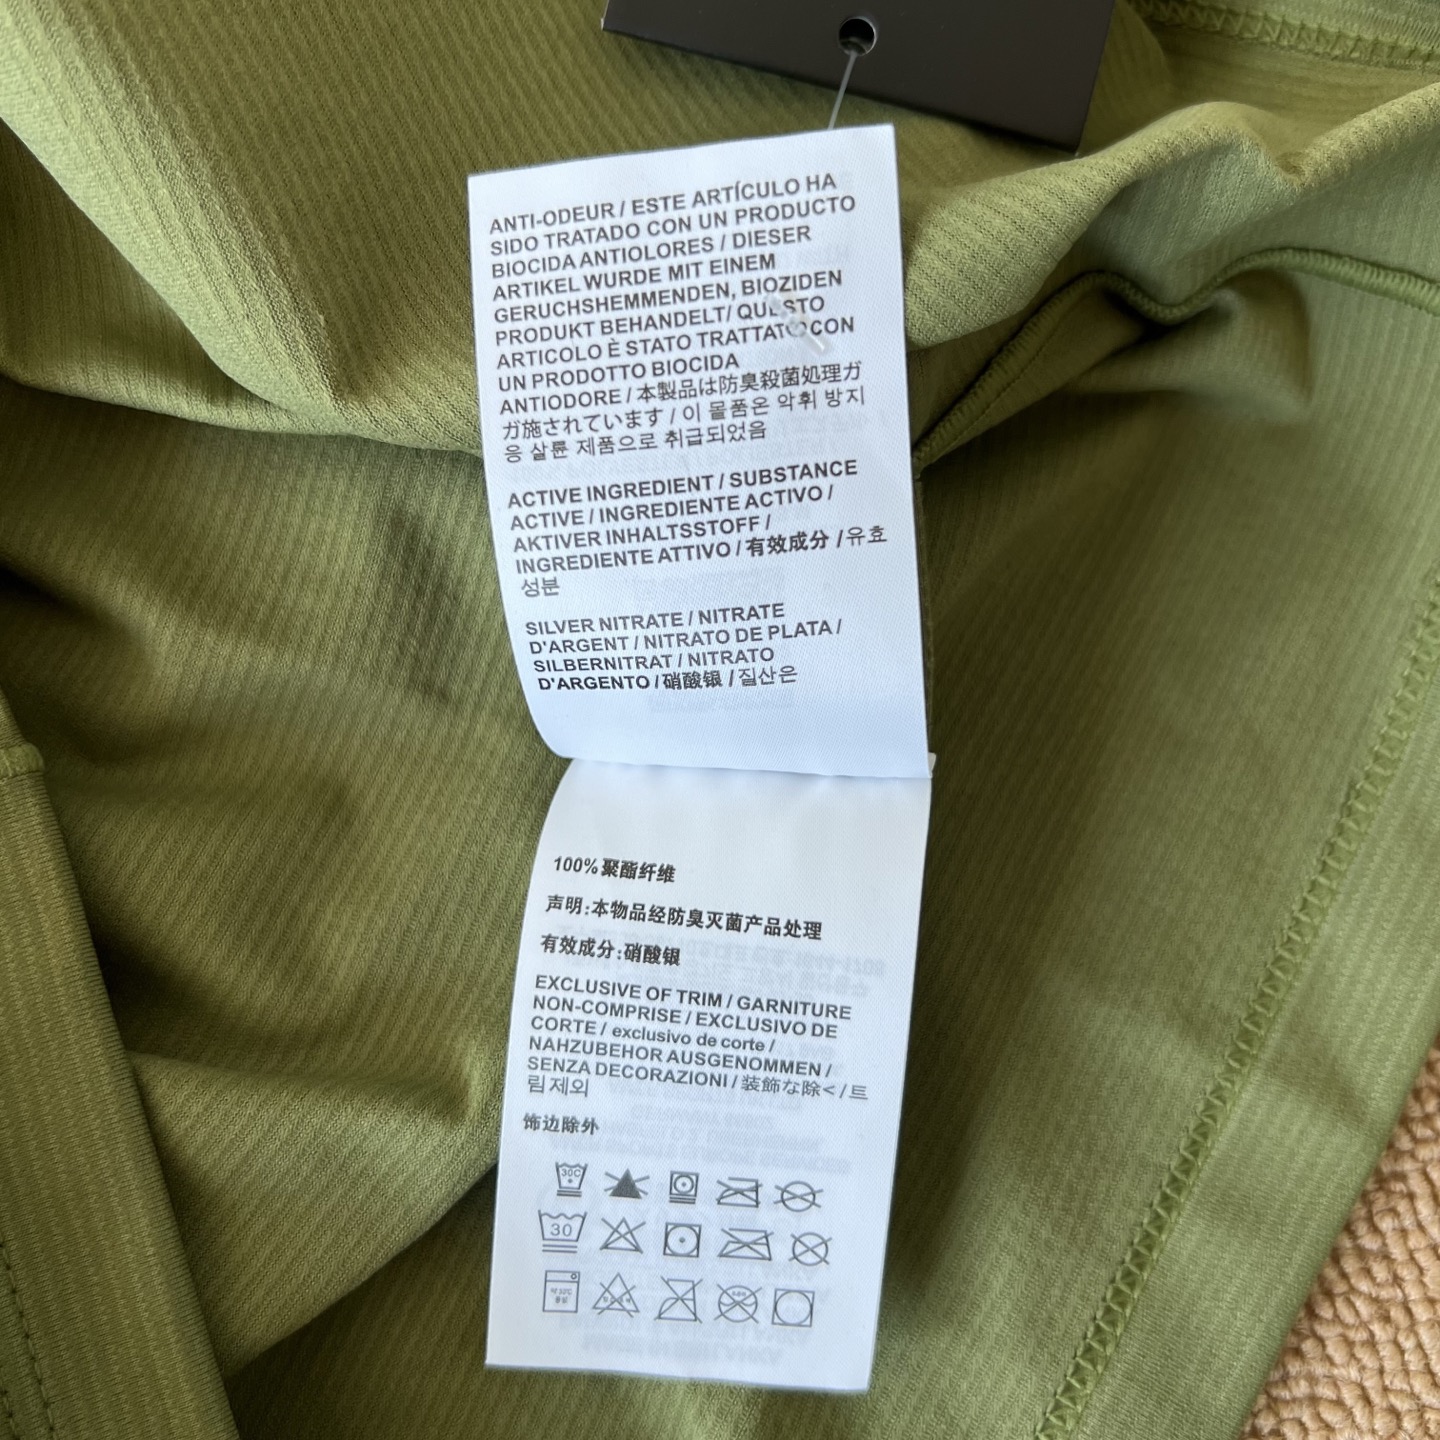 ANTI-ODEUR / ESTE ARTÍCULO HA
SIDO TRATADO CON UN PRODUCTO
BIOCIDA ANTIOLORES / DIESER
ARTIKEL WURDE MIT EINEM
GERUCHSHEMMENDEN, BIOZIDEN
PRODUKT BEHANDELT/ QUESTO
ARTICOLO È STATO TRATTATO CON
UN PRODOTTO BIOCIDA
ANTIODORE / 本製品は防臭殺菌処理ガ
ガ施されています / 이 몰품은 악휘 방지
응 살륜 제품으로 취급되었음
ACTIVE INGREDIENT / SUBSTANCE
ACTIVE / INGREDIENTE ACTIVO /
AKTIVER INHALTSSTOFF /
INGREDIENTE ATTIVO / 有效成分 / 유효
성분
SILVER NITRATE / NITRATE
D'ARGENT / NITRATO DE PLATA /
SILBERNITRAT / NITRATO
D'ARGENTO / 硝酸银 / 질산은
100%聚酯纤维
声明:本物品经防臭灭菌产品处理
有效成分:硝酸银
EXCLUSIVE OF TRIM / GARNITURE
NON-COMPRISE / EXCLUSIVO DE
CORTE / exclusivo de corte /
NAHZUBEHOR AUSGENOMMEN /
SENZA DECORAZIONI / 装飾な除< / 트
림 제외
饰边除外
30C
30